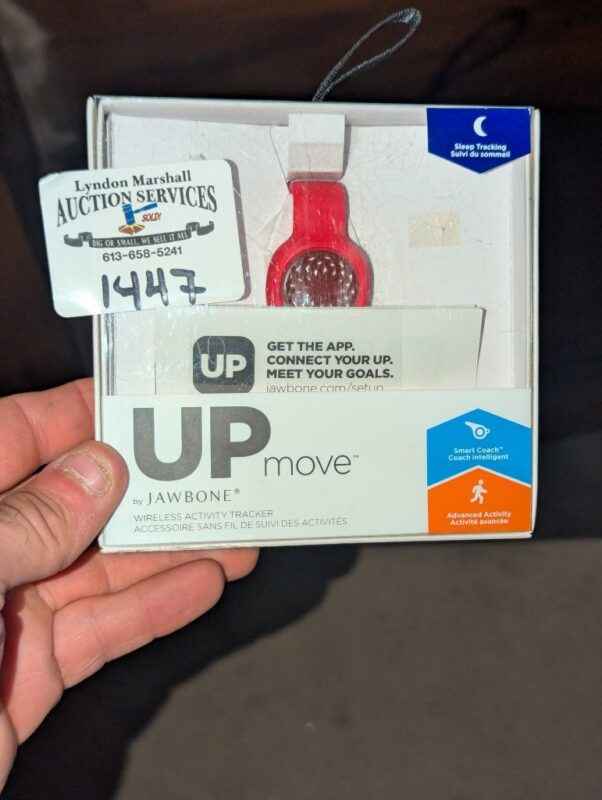 Sleep Tracking
Suivi du sommeil
Lyndon Marshall
AUCTION SERVICES
SOLD!
BIG OR SMALL, WE SELL IT ALL
613-658-5241
1447
UP
GET THE APP.
CONNECT YOUR UP.
MEET YOUR GOALS.
jawbone.com/setup
UP move™
by JAWBONE®
WIRELESS ACTIVITY TRACKER
ACCESSOIRE SANS FIL DE SUIVI DES ACTIVITÉS
Smart Coach™
Coach intelligent
Advanced Activity
Activité avancée